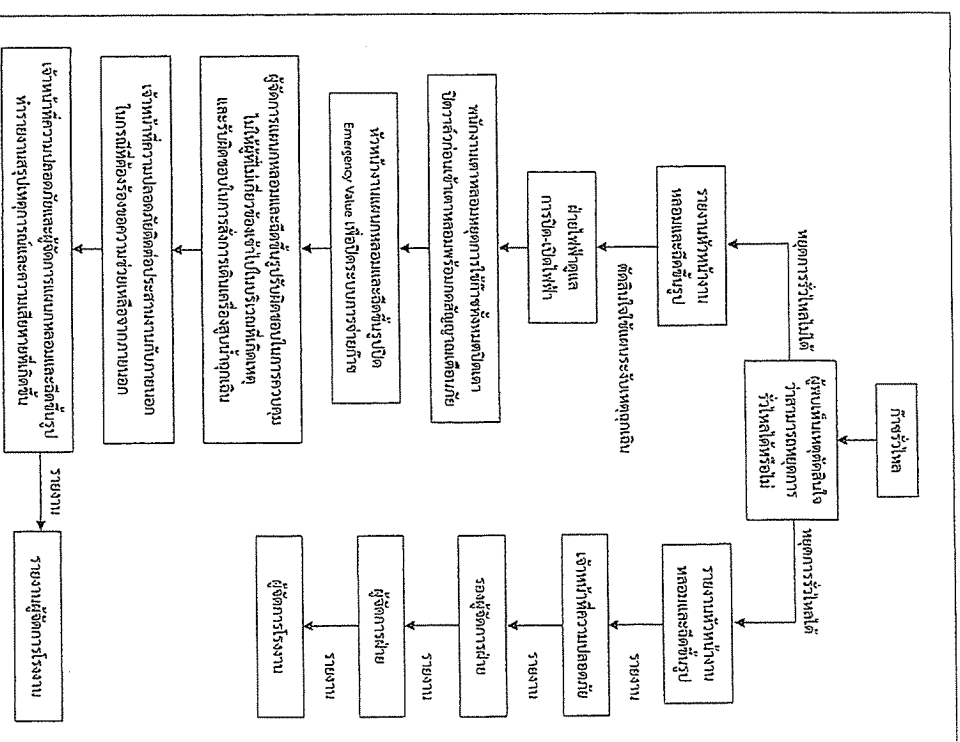 ก๊าซรั่วไหล
ผู้พบเห็นเหตุตัดสินใจ
ว่าสามารถหยุดการ
รั่วไหลได้หรือไม่
หยุดการรั่วไหลไม่ได้
หยุดการรั่วไหลได้
รายงานหัวหน้างาน
หลอมและฉีดขึ้นรูป
ตัดสินใจใช้แผนระงับเหตุฉุกเฉิน
ฝ่ายไฟฟ้าดูแล
การปิด-เปิดไฟฟ้า
พนักงานเตาหลอมหยุดการใช้ก๊าซทั้งหมดปิดเตา
ปิดวาล์วก่อนเข้าเตาหลอมพร้อมกดสัญญาณเตือนภัย
หัวหน้างานแผนกหลอมและฉีดขึ้นรูปปิด
Emergency Value เพื่อปิดระบบการจ่ายก๊าซ
ผู้จัดการแผนกหลอมและฉีดขึ้นรูปรับผิดชอบในการควบคุม
ไม่ให้ผู้ที่ไม่เกี่ยวข้องเข้าไปในบริเวณที่เกิดเหตุ
และรับผิดชอบในการสั่งการเดินเครื่องสูบน้ำฉุกเฉิน
เจ้าหน้าที่ความปลอดภัยติดต่อประสานงานกับภายนอก
ในกรณีที่ต้องร้องขอความช่วยเหลือจากภายนอก
เจ้าหน้าที่ความปลอดภัยและผู้จัดการแผนกหลอมและฉีดขึ้นรูป
ทำรายงานสรุปเหตุการณ์และความเสียหายที่เกิดขึ้น
รายงาน
รายงานผู้จัดการโรงงาน
รายงานหัวหน้างาน
หลอมและฉีดขึ้นรูป
รายงาน
เจ้าหน้าที่ความปลอดภัย
รายงาน
รองผู้จัดการฝ่าย
รายงาน
ผู้จัดการฝ่าย
รายงาน
ผู้จัดการโรงงาน